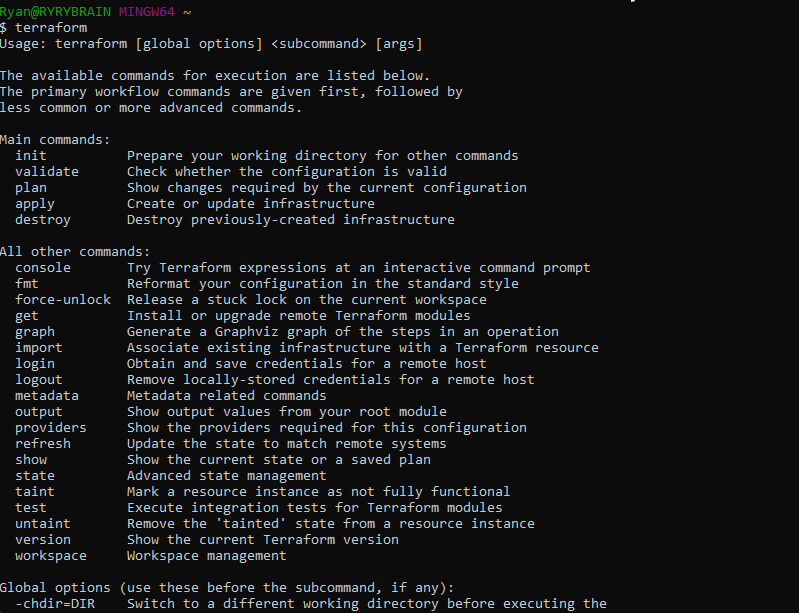 Ryan@RYRYBRAIN MINGW64 ~
$ terraform
Usage: terraform [global options] <subcommand> [args]

The available commands for execution are listed below.
The primary workflow commands are given first, followed by
less common or more advanced commands.

Main commands:
  init          Prepare your working directory for other commands
  validate      Check whether the configuration is valid
  plan          Show changes required by the current configuration
  apply         Create or update infrastructure
  destroy       Destroy previously-created infrastructure

All other commands:
  console       Try Terraform expressions at an interactive command prompt
  fmt           Reformat your configuration in the standard style
  force-unlock  Release a stuck lock on the current workspace
  get           Install or upgrade remote Terraform modules
  graph         Generate a Graphviz graph of the steps in an operation
  import        Associate existing infrastructure with a Terraform resource
  login         Obtain and save credentials for a remote host
  logout        Remove locally-stored credentials for a remote host
  metadata      Metadata related commands
  output        Show output values from your root module
  providers     Show the providers required for this configuration
  refresh       Update the state to match remote systems
  show          Show the current state or a saved plan
  state         Advanced state management
  taint         Mark a resource instance as not fully functional
  test          Execute integration tests for Terraform modules
  untaint       Remove the 'tainted' state from a resource instance
  version       Show the current Terraform version
  workspace     Workspace management

Global options (use these before the subcommand, if any):
  -chdir=DIR    Switch to a different working directory before executing the